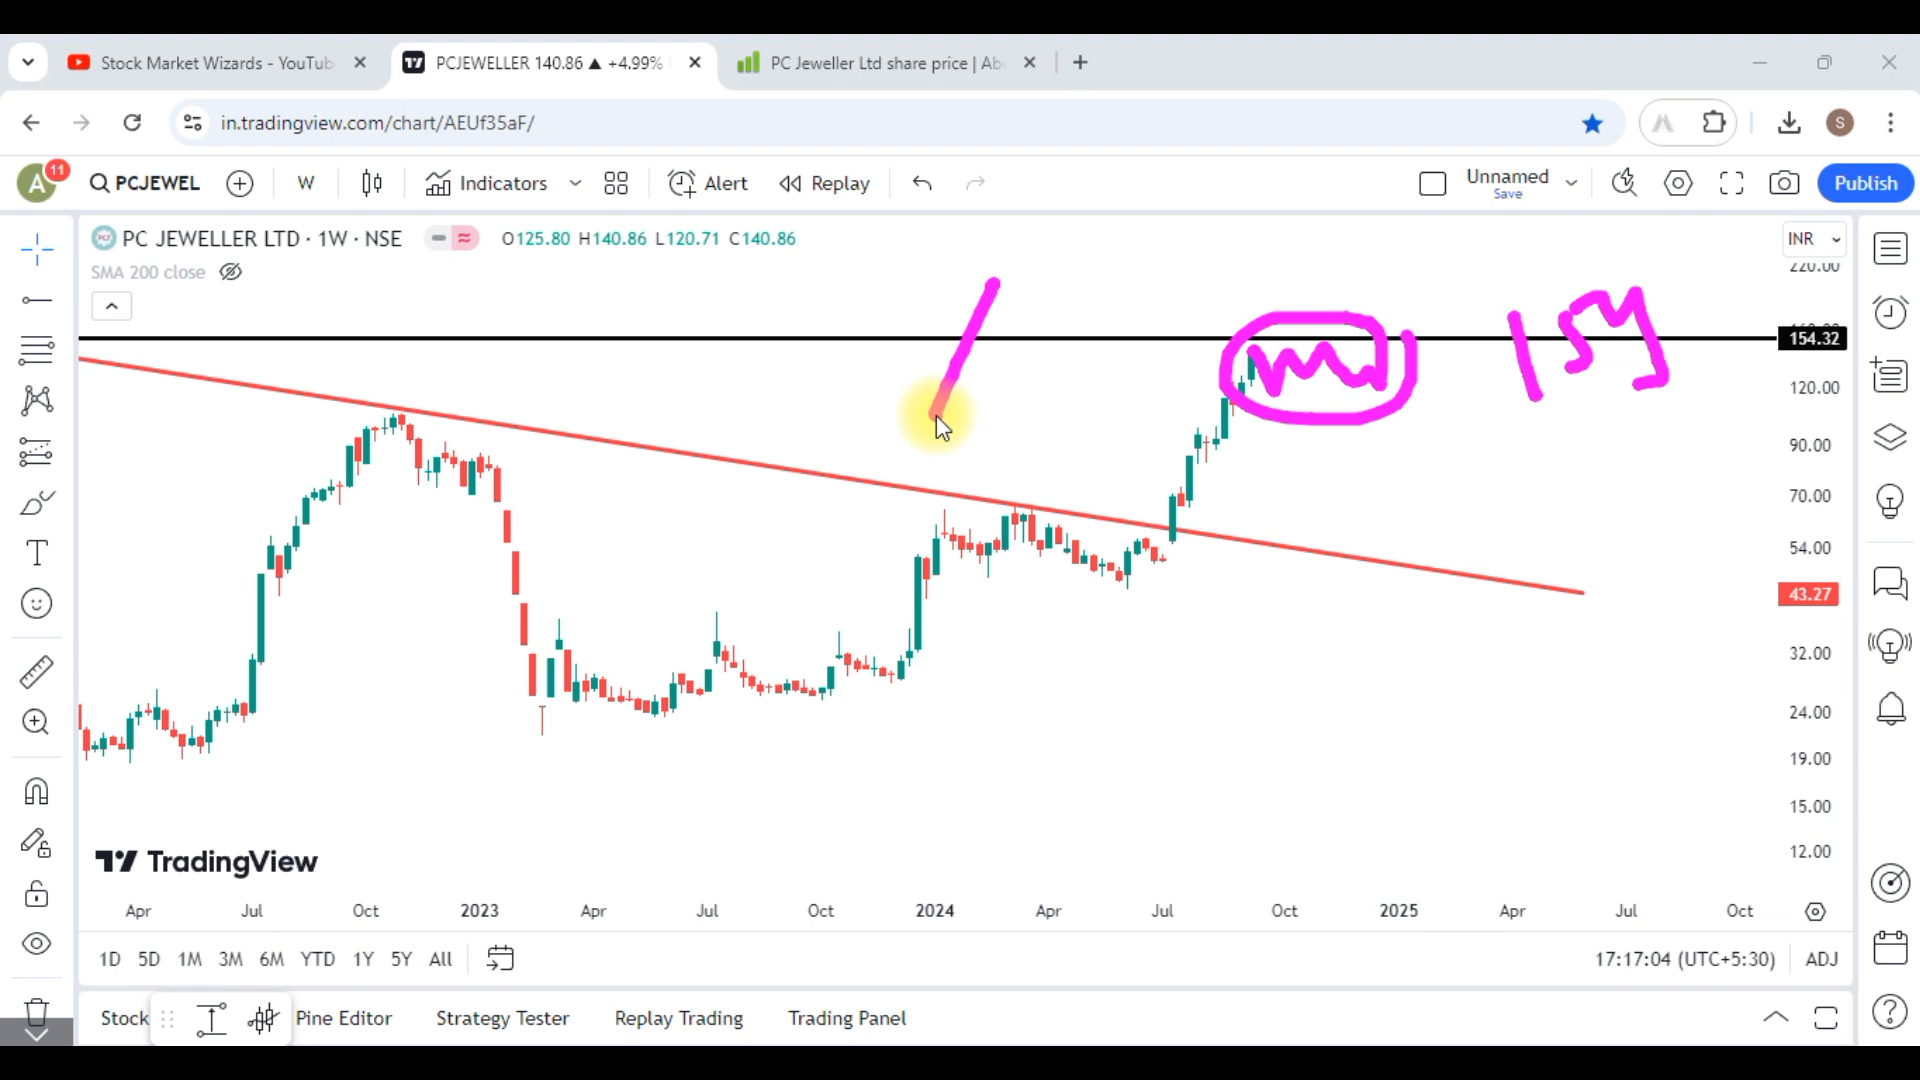 Stock Market Wizards - YouTub
PCJEWELLER 140.86 ▲ +4.99%
PC Jeweller Ltd share price | Ab
in.tradingview.com/chart/AEUf35aF/
S
A
11
PCJEWEL
W
Indicators
Alert
Replay
Unnamed
Save
Publish
PC JEWELLER LTD · 1W · NSE
O125.80 H140.86 L120.71 C140.86
INR
SMA 200 close
220.00
154.32
120.00
90.00
70.00
54.00
43.27
32.00
24.00
19.00
15.00
12.00
TradingView
Apr Jul Oct 2023 Apr Jul Oct 2024 Apr Jul Oct 2025 Apr Jul Oct
1D 5D 1M 3M 6M YTD 1Y 5Y All
17:17:04 (UTC+5:30)
ADJ
Stock
Pine Editor
Strategy Tester
Replay Trading
Trading Panel